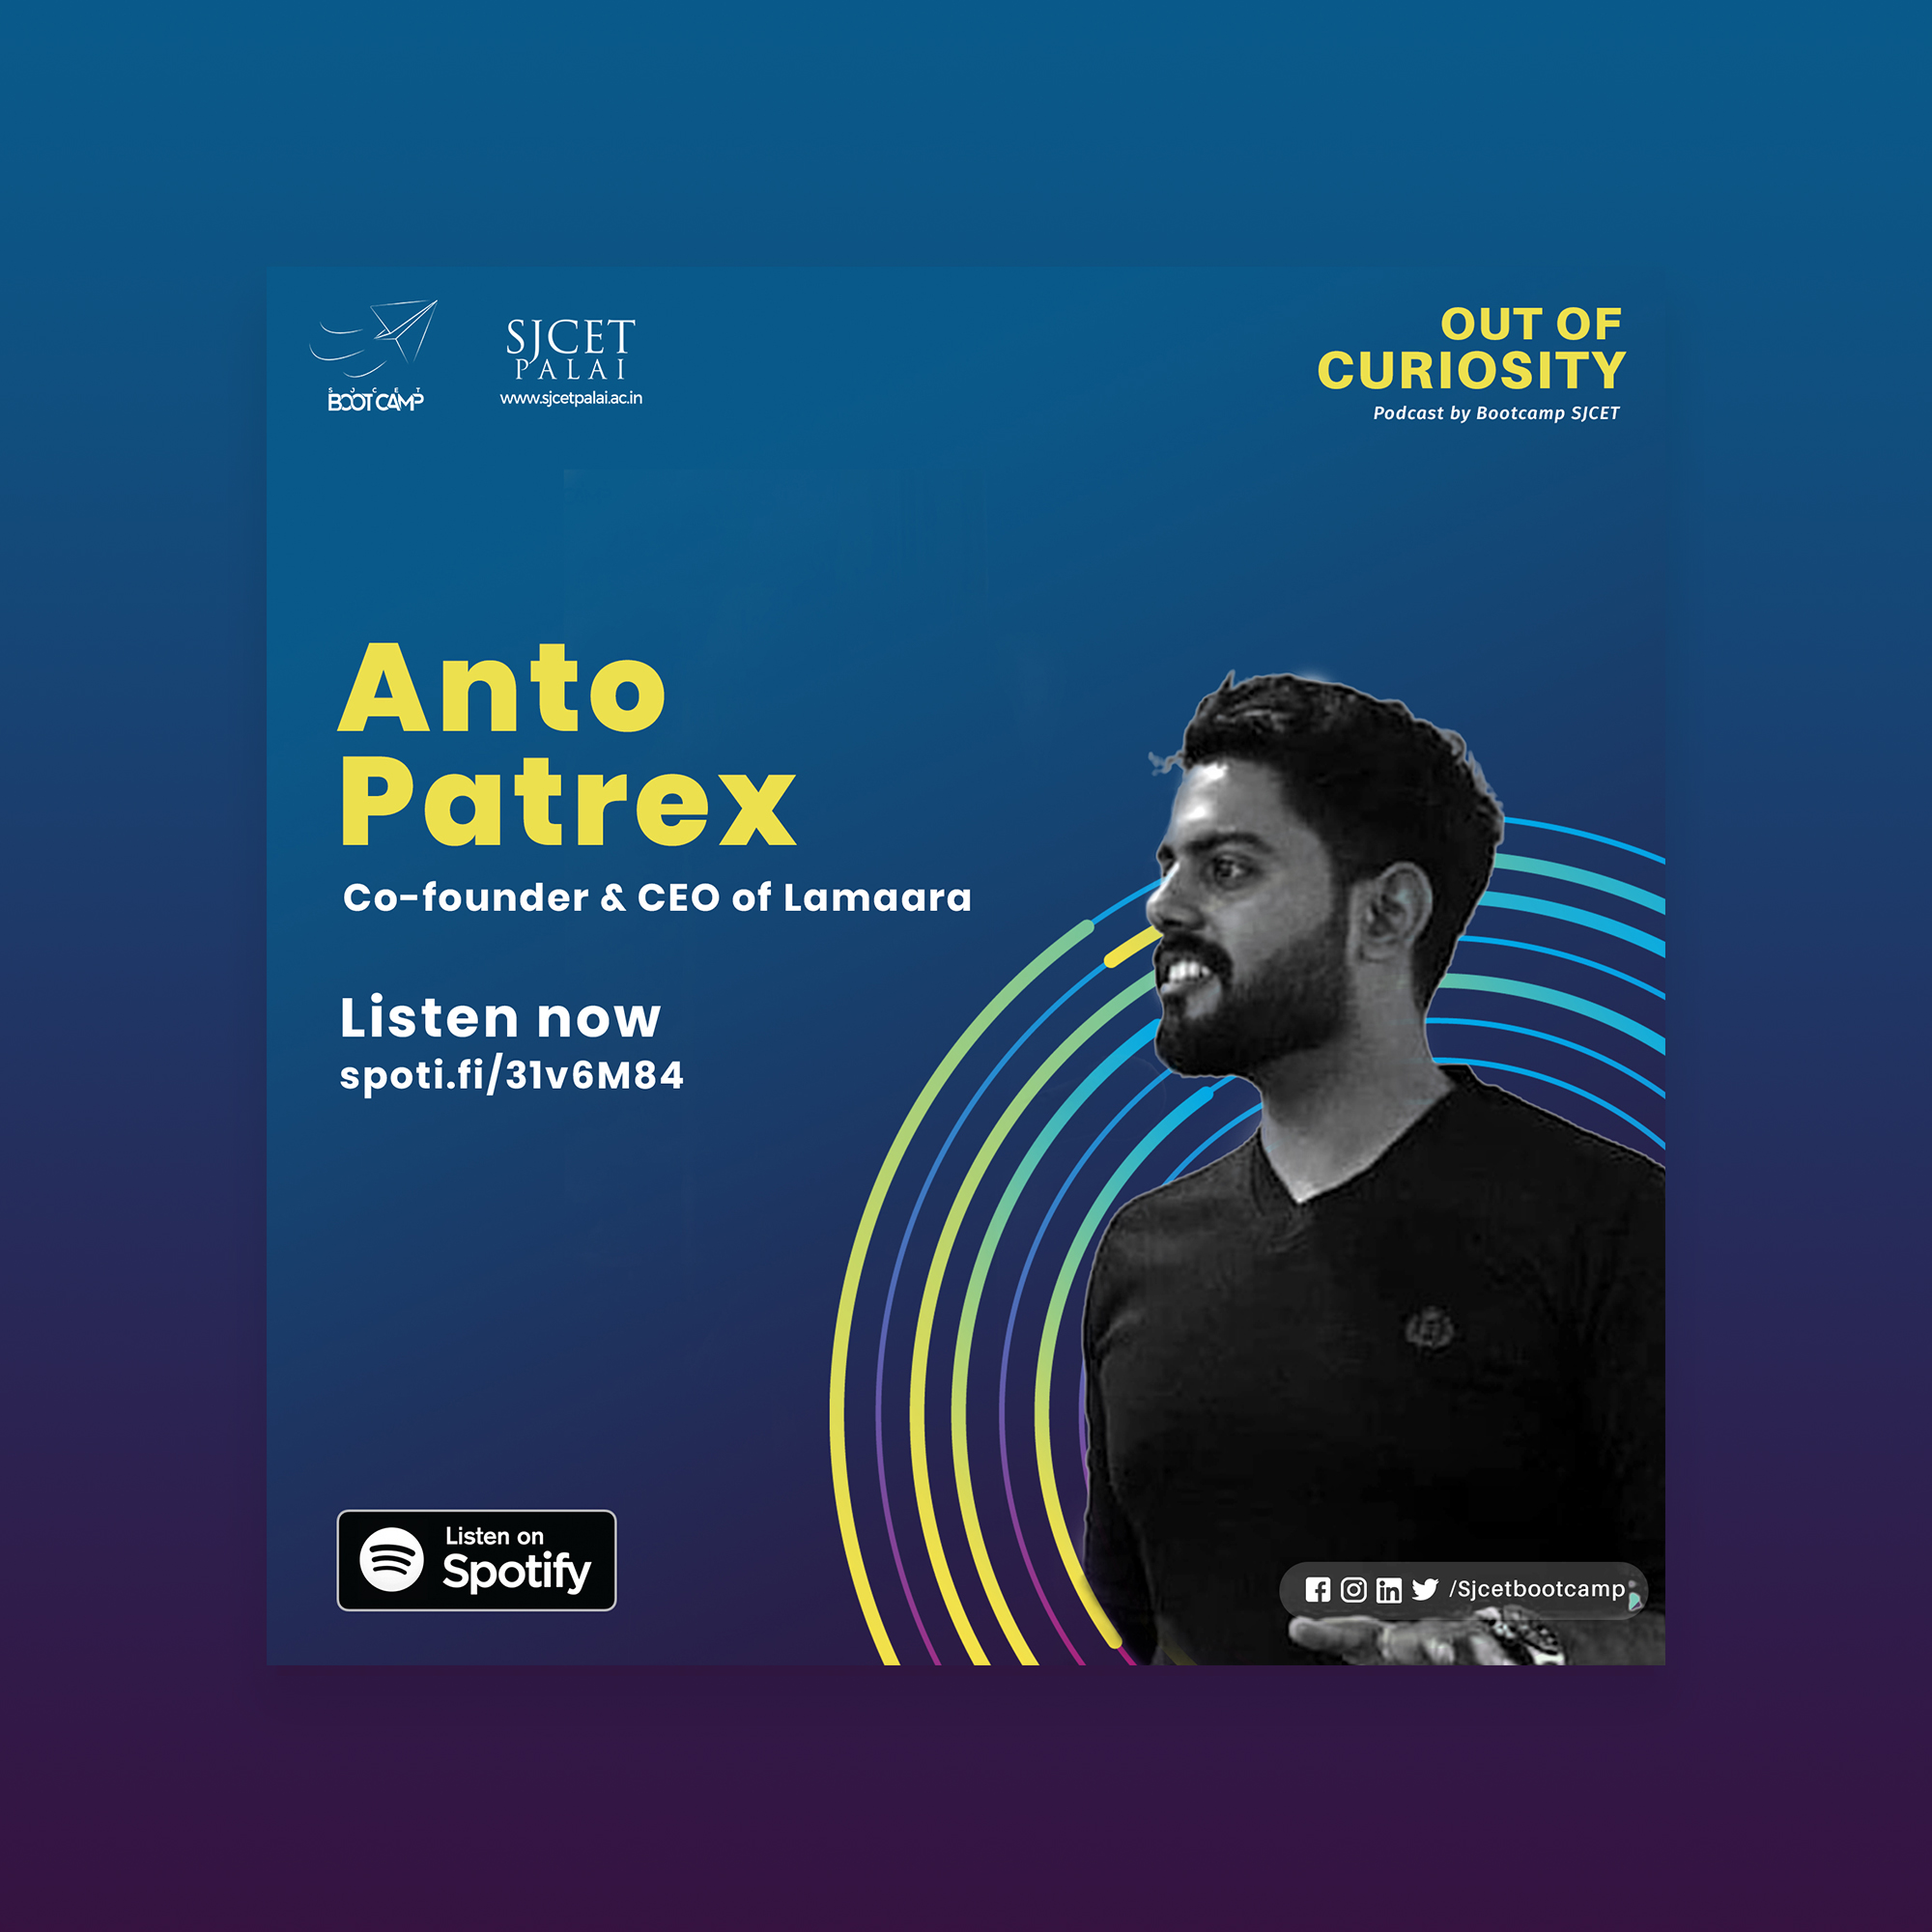 SJCET
BOOTCAMP
SJCET
PALAI
www.sjcetpalai.ac.in
OUT OF
CURIOSITY
Podcast by Bootcamp SJCET
Anto
Patrex
Co-founder & CEO of Lamaara
Listen now
spoti.fi/31v6M84
Listen on
Spotify
/Sjcetbootcamp